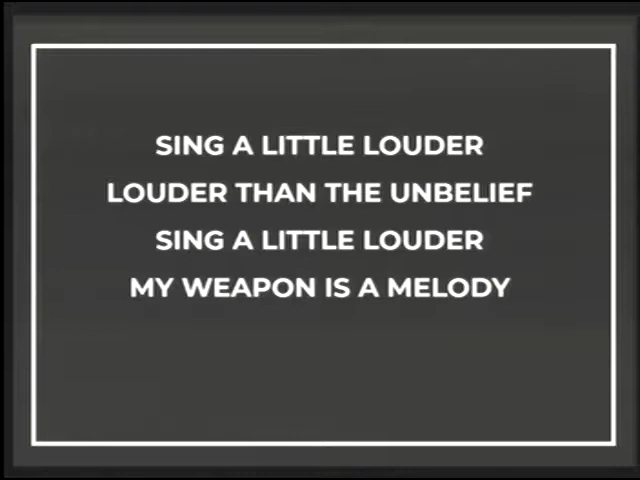 SING A LITTLE LOUDER
LOUDER THAN THE UNBELIEF
SING A LITTLE LOUDER
MY WEAPON IS A MELODY